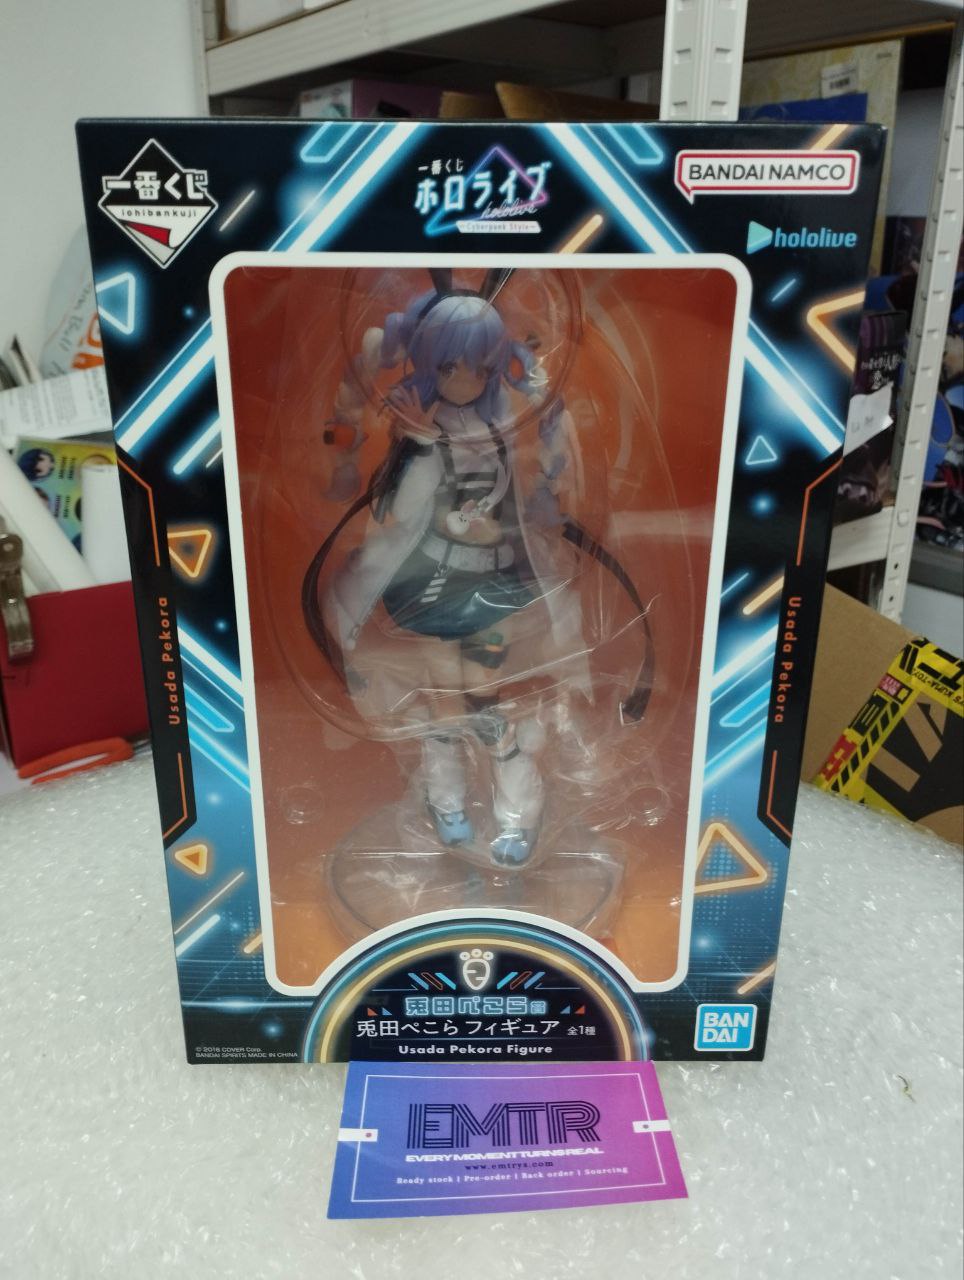 一番くじ
ichibankuji
一番くじ
ホロライブ
hololive
~Cyberpunk Style~
BANDAI NAMCO
hololive
Usada Pekora
Usada Pekora
兎田ぺこら賞
兎田ぺこら フィギュア 全1種
Usada Pekora Figure
© 2016 COVER Corp.
BANDAI SPIRITS MADE IN CHINA
BAN
DAI
EMTR
EVERY MOMENT TURNS REAL
www.emtrys.com
Ready stock | Pre-order | Back order | Sourcing